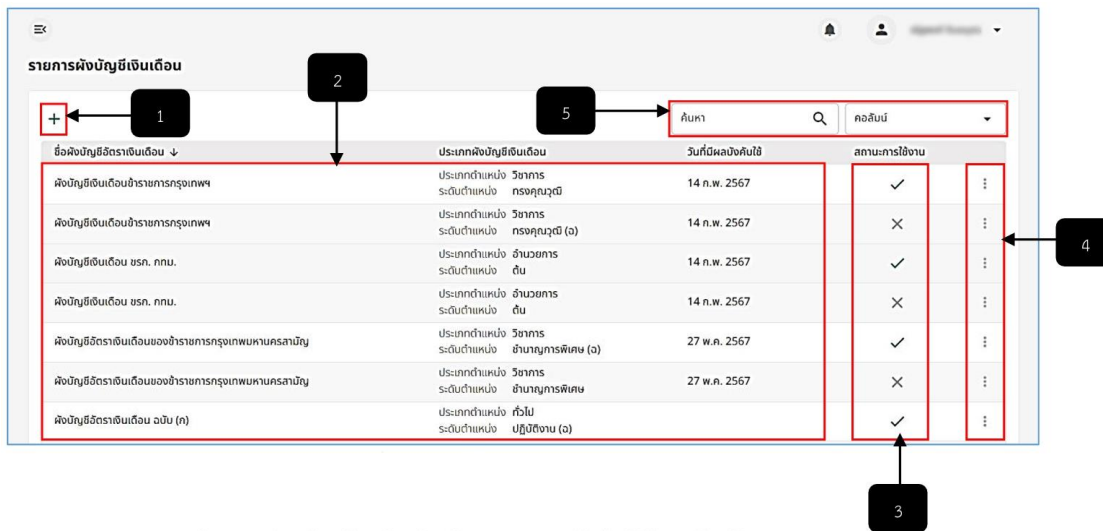 รายการผังบัญชีเงินเดือน
1
2
5
ค้นหา
คอลัมน์
ชื่อผังบัญชีอัตราเงินเดือน ↓ ประเภทผังบัญชีเงินเดือน วันที่มีผลบังคับใช้ สถานะการใช้งาน
ผังบัญชีเงินเดือนข้าราชการกรุงเทพฯ ประเภทตำแหน่ง วิชาการ 14 ก.พ. 2567
ระดับตำแหน่ง ทรงคุณวุฒิ
ผังบัญชีเงินเดือนข้าราชการกรุงเทพฯ ประเภทตำแหน่ง วิชาการ 14 ก.พ. 2567
ระดับตำแหน่ง ทรงคุณวุฒิ (ฉ)
4
ผังบัญชีเงินเดือน ขรก. กทม. ประเภทตำแหน่ง อำนวยการ 14 ก.พ. 2567
ระดับตำแหน่ง ต้น
ผังบัญชีเงินเดือน ขรก. กทม. ประเภทตำแหน่ง อำนวยการ 14 ก.พ. 2567
ระดับตำแหน่ง ต้น
ผังบัญชีอัตราเงินเดือนของข้าราชการกรุงเทพมหานครสามัญ ประเภทตำแหน่ง วิชาการ 27 พ.ค. 2567
ระดับตำแหน่ง ชำนาญการพิเศษ (ฉ)
ผังบัญชีอัตราเงินเดือนของข้าราชการกรุงเทพมหานครสามัญ ประเภทตำแหน่ง วิชาการ 27 พ.ค. 2567
ระดับตำแหน่ง ชำนาญการพิเศษ
ผังบัญชีอัตราเงินเดือน ฉบับ (ก) ประเภทตำแหน่ง ทั่วไป
ระดับตำแหน่ง ปฏิบัติงาน (ฉ)
3